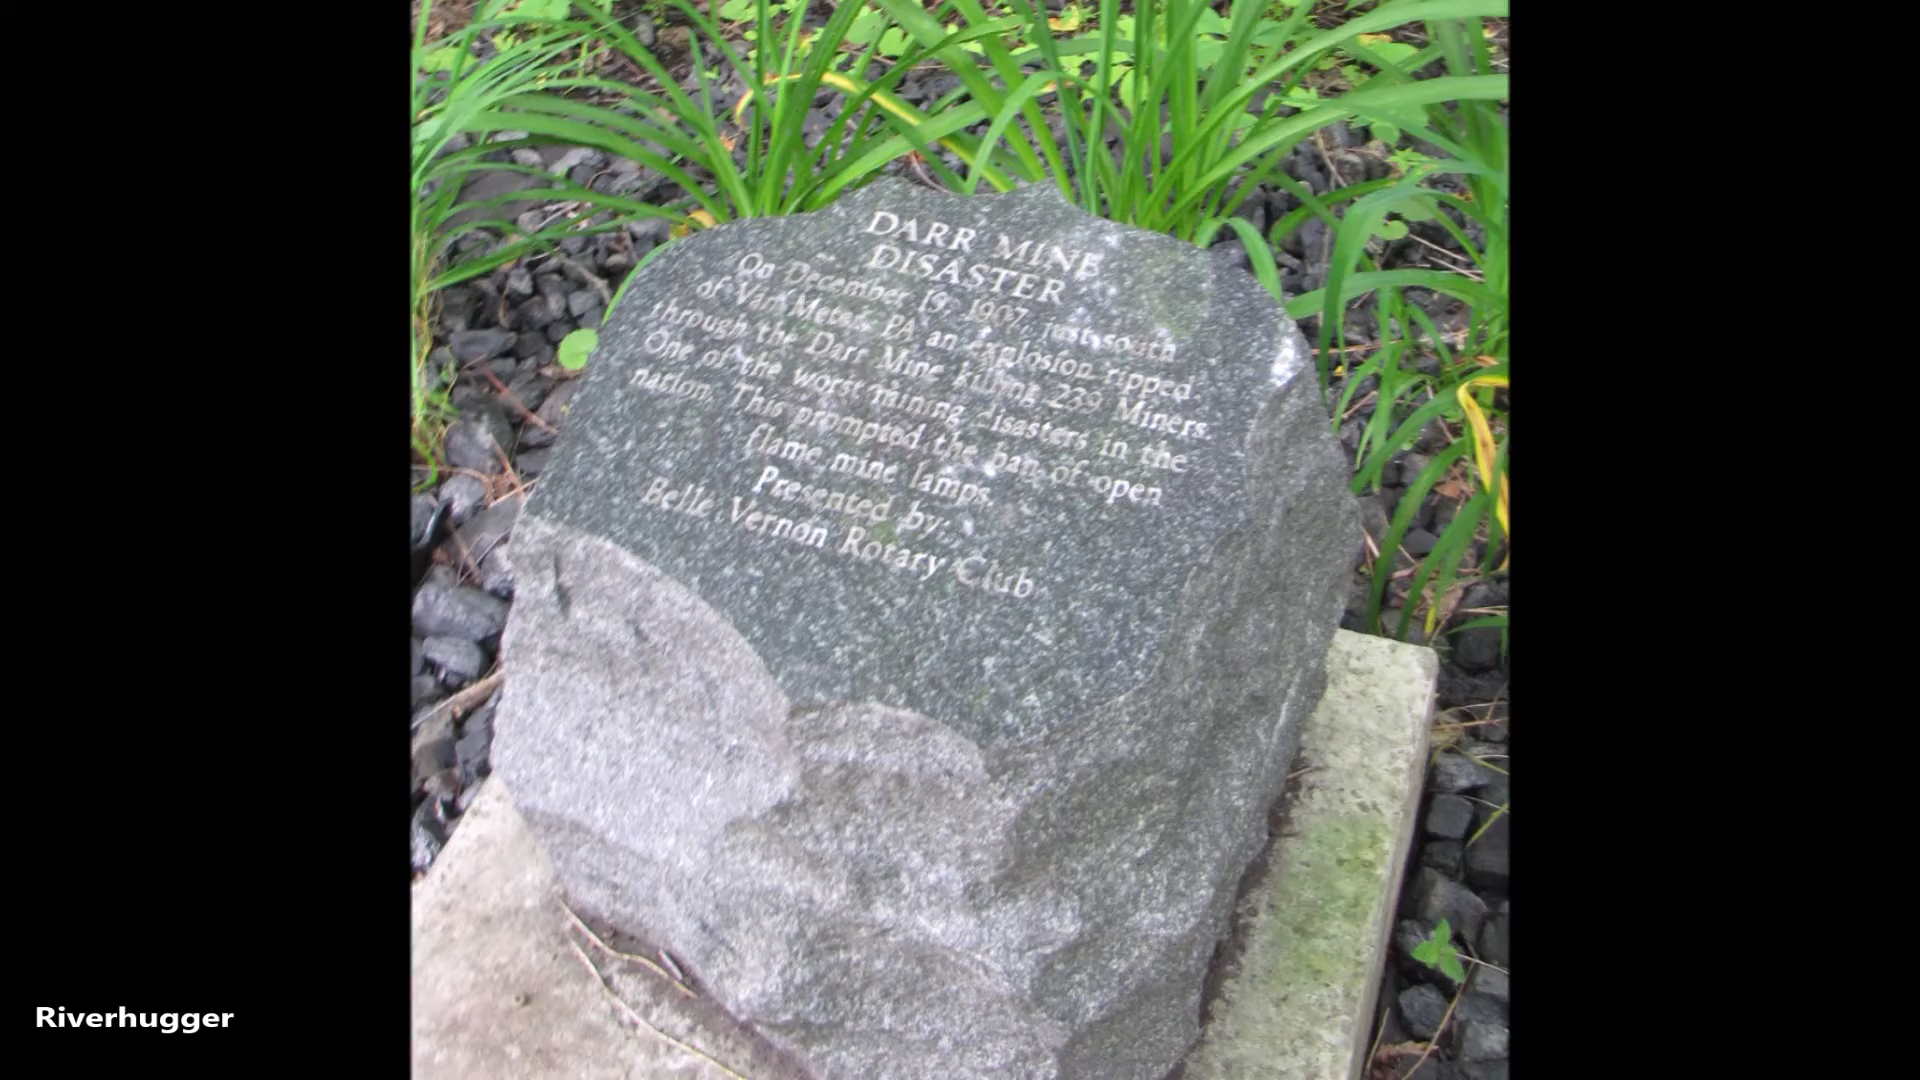 DARR MINE
DISASTER
On December 19, 1907, just south
of Van Meter, PA an explosion ripped
through the Darr Mine killing 239 Miners.
One of the worst mining disasters in the
nation. This prompted the ban of open
flame mine lamps.
Presented by:
Belle Vernon Rotary Club
Riverhugger